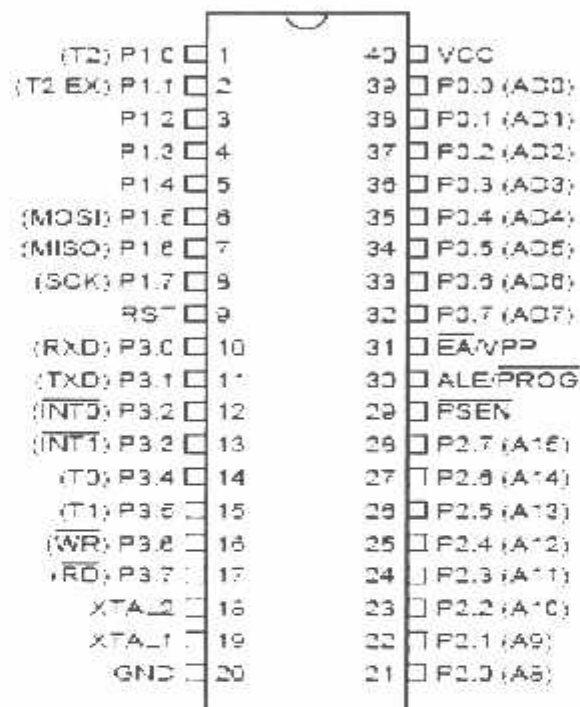 (T2) P1.0 1 40 VCC
(T2 EX) P1.1 2 39 P0.0 (AD0)
P1.2 3 38 P0.1 (AD1)
P1.3 4 37 P0.2 (AD2)
P1.4 5 36 P0.3 (AD3)
(MOSI) P1.5 6 35 P0.4 (AD4)
(MISO) P1.6 7 34 P0.5 (AD5)
(SCK) P1.7 8 33 P0.6 (AD6)
RST 9 32 P0.7 (AD7)
(RXD) P3.0 10 31 E̅A̅/VPP
(TXD) P3.1 11 30 ALE/P̅R̅O̅G̅
(I̅N̅T̅0̅) P3.2 12 29 P̅S̅E̅N̅
(I̅N̅T̅1̅) P3.3 13 28 P2.7 (A15)
(T0) P3.4 14 27 P2.6 (A14)
(T1) P3.5 15 26 P2.5 (A13)
(W̅R̅) P3.6 16 25 P2.4 (A12)
(R̅D̅) P3.7 17 24 P2.3 (A11)
XTAL2 18 23 P2.2 (A10)
XTAL1 19 22 P2.1 (A9)
GND 20 21 P2.0 (A8)